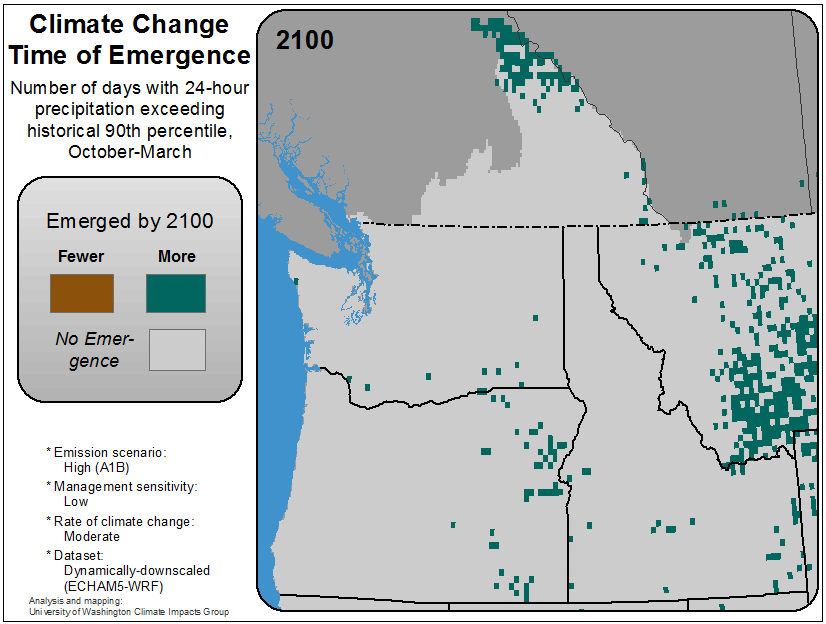 Climate Change
Time of Emergence
Number of days with 24-hour
precipitation exceeding
historical 90th percentile,
October-March
2100
Emerged by 2100
Fewer
More
No Emer-
gence
* Emission scenario:
High (A1B)
* Management sensitivity:
Low
* Rate of climate change:
Moderate
* Dataset:
Dynamically-downscaled
(ECHAM5-WRF)
Analysis and mapping:
University of Washington Climate Impacts Group